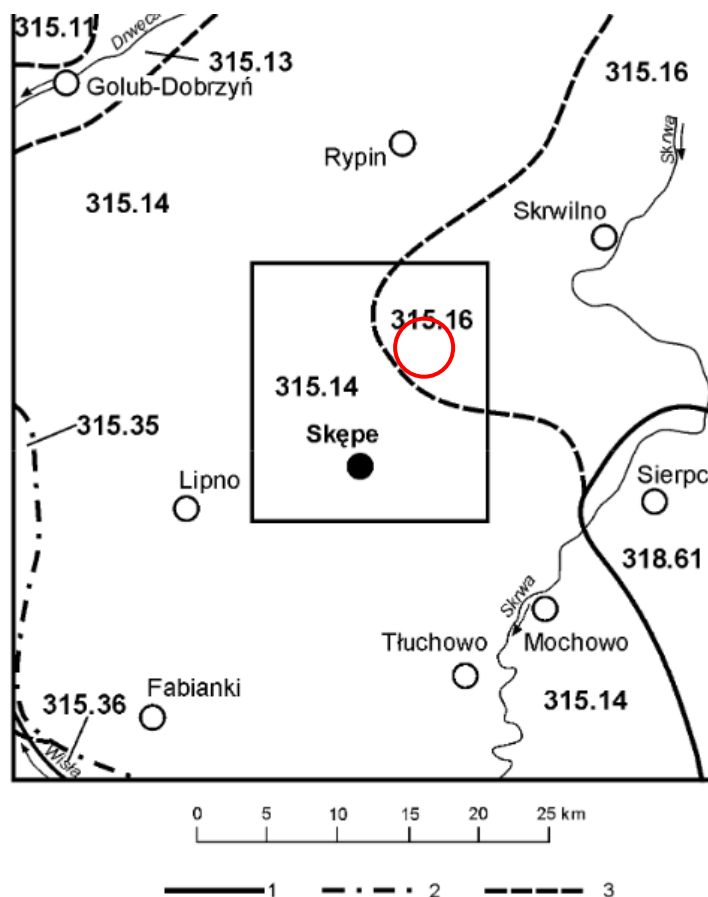 315.11
Drwęca
315.13
315.16
Golub-Dobrzyń
Rypin
Skrwa
315.14
Skrwilno
315.16
315.14
315.35
Skępe
Lipno
Sierpc
318.61
Skrwa
Tłuchowo
Mochowo
315.36
Fabianki
315.14
Wisła
0 5 10 15 20 25 km
1 2 3